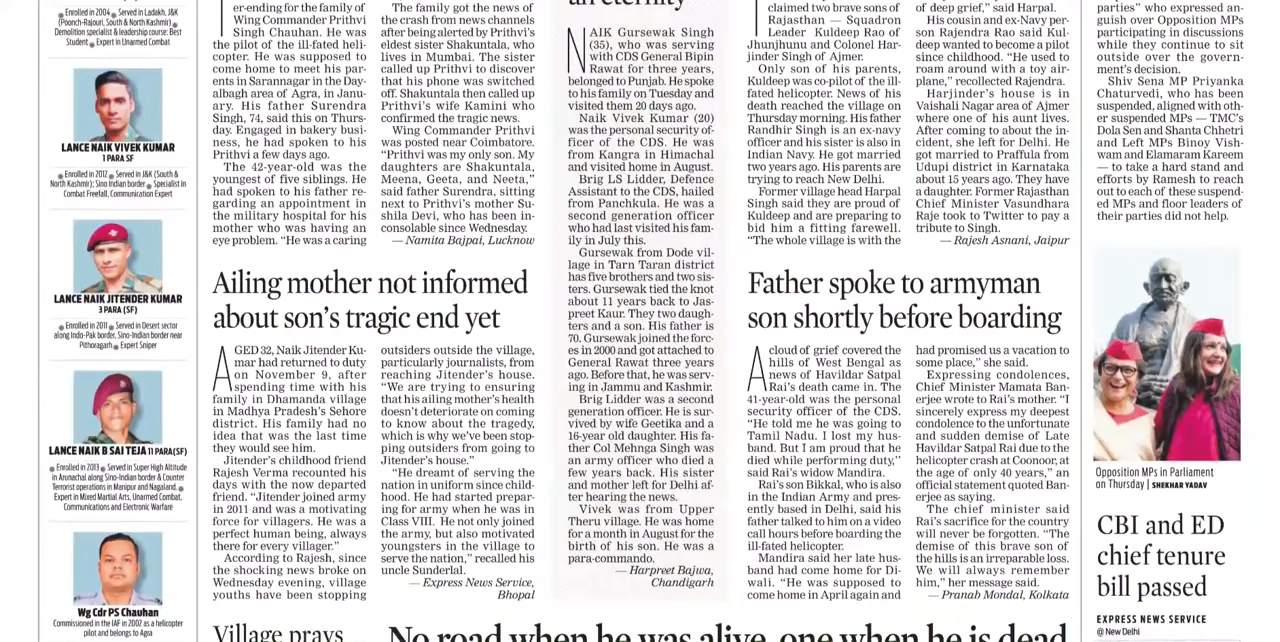 Enrolled in 2004 Served in Ladakh, J&K
(Poonch-Rajouri, South & North Kashmir)
Demolition specialist & leadership course: Best
Student Expert in Unarmed Combat
LANCE NAIK VIVEK KUMAR
1 PARA SF
Enrolled in 2012 Served in J&K (South &
North Kashmir); Sino Indian border Specialist in
Combat Freefall, Communication Expert
LANCE NAIK JITENDER KUMAR
3 PARA (SF)
Enrolled in 2011 Served in Desert sector
along Indo-Pak border, Sino-Indian border near
Pithoragarh Expert Sniper
LANCE NAIK B SAI TEJA 11 PARA(SF)
Enrolled in 2013 Served in Super High Altitude
in Arunachal along Sino-Indian border & Counter
Terrorist operations in Manipur and Nagaland.
Expert in Mixed Martial Arts, Unarmed Combat,
Communications and Electronic Warfare
Wg Cdr PS Chauhan
Commissioned in the IAF in 2002 as a helicopter
pilot and belongs to Agra
er-ending for the family of
Wing Commander Prithvi
Singh Chauhan. He was
the pilot of the ill-fated heli-
copter. He was supposed to
come home to meet his par-
ents in Sarannagar in the Day-
albagh area of Agra, in Janu-
ary. His father Surendra
Singh, 74, said this on Thurs-
day. Engaged in bakery busi-
ness, he had spoken to his
Prithvi a few days ago.
The 42-year-old was the
youngest of five siblings. He
had spoken to his father re-
garding an appointment in
the military hospital for his
mother who was having an
eye problem. “He was a caring
The family got the news of
the crash from news channels
after being alerted by Prithvi’s
eldest sister Shakuntala, who
lives in Mumbai. The sister
called up Prithvi to discover
that his phone was switched
off. Shakuntala then called up
Prithvi’s wife Kamini who
confirmed the tragic news.
Wing Commander Prithvi
was posted near Coimbatore.
“Prithvi was my only son. My
daughters are Shakuntala,
Meena, Geeta, and Neeta,”
said father Surendra, sitting
next to Prithvi’s mother Su-
shila Devi, who has been in-
consolable since Wednesday.
— Namita Bajpai, Lucknow
Ailing mother not informed
about son’s tragic end yet
AGED 32, Naik Jitender Ku-
mar had returned to duty
on November 9, after
spending time with his
family in Dhamanda village
in Madhya Pradesh’s Sehore
district. His family had no
idea that was the last time
they would see him.
Jitender’s childhood friend
Rajesh Verma recounted his
days with the now departed
friend. “Jitender joined army
in 2011 and was a motivating
force for villagers. He was a
perfect human being, always
there for every villager.”
According to Rajesh, since
the shocking news broke on
Wednesday evening, village
youths have been stopping
outsiders outside the village,
particularly journalists, from
reaching Jitender’s house.
“We are trying to ensuring
that his ailing mother’s health
doesn’t deteriorate on coming
to know about the tragedy,
which is why we’ve been stop-
ping outsiders from going to
Jitender’s house.”
“He dreamt of serving the
nation in uniform since child-
hood. He had started prepar-
ing for army when he was in
Class VIII. He not only joined
the army, but also motivated
youngsters in the village to
serve the nation,” recalled his
uncle Sunderlal.
— Express News Service,
Bhopal
an eternity”
NAIK Gursewak Singh
(35), who was serving
with CDS General Bipin
Rawat for three years,
belonged to Punjab. He spoke
to his family on Tuesday and
visited them 20 days ago.
Naik Vivek Kumar (20)
was the personal security of-
ficer of the CDS. He was
from Kangra in Himachal
and visited home in August.
Brig LS Lidder, Defence
Assistant to the CDS, hailed
from Panchkula. He was a
second generation officer
who had last visited his fam-
ily in July this.
Gursewak from Dode vil-
lage in Tarn Taran district
has five brothers and two sis-
ters. Gursewak tied the knot
about 11 years back to Jas-
preet Kaur. They two daugh-
ters and a son. His father is
70. Gursewak joined the forc-
es in 2000 and got attached to
General Rawat three years
ago. Before that, he was serv-
ing in Jammu and Kashmir.
Brig Lidder was a second
generation officer. He is sur-
vived by wife Geetika and a
16-year old daughter. His fa-
ther Col Mehnga Singh was
an army officer who died a
few years back. His sister
and mother left for Delhi af-
ter hearing the news.
Vivek was from Upper
Theru village. He was home
for a month in August for the
birth of his son. He was a
para-commando.
— Harpreet Bajwa,
Chandigarh
claimed two brave sons of
Rajasthan — Squadron
Leader Kuldeep Rao of
Jhunjhunu and Colonel Har-
jinder Singh of Ajmer.
Only son of his parents,
Kuldeep was co-pilot of the ill-
fated helicopter. News of his
death reached the village on
Thursday morning. His father
Randhir Singh is an ex-navy
officer and his sister is also in
Indian Navy. He got married
two years ago. His parents are
trying to reach New Delhi.
Former village head Harpal
Singh said they are proud of
Kuldeep and are preparing to
bid him a fitting farewell.
“The whole village is with the
of deep grief,” said Harpal.
His cousin and ex-Navy per-
son Rajendra Rao said Kul-
deep wanted to become a pilot
since childhood. “He used to
roam around with a toy air-
plane,” recollected Rajendra.
Harjinder’s house is in
Vaishali Nagar area of Ajmer
where one of his aunt lives.
After coming to about the in-
cident, she left for Delhi. He
got married to Praffula from
Udupi district in Karnataka
about 15 years ago. They have
a daughter. Former Rajasthan
Chief Minister Vasundhara
Raje took to Twitter to pay a
tribute to Singh.
— Rajesh Asnani, Jaipur
Father spoke to armyman
son shortly before boarding
A cloud of grief covered the
hills of West Bengal as
news of Havildar Satpal
Rai’s death came in. The
41-year-old was the personal
security officer of the CDS.
“He told me he was going to
Tamil Nadu. I lost my hus-
band. But I am proud that he
died while performing duty,”
said Rai’s widow Mandira.
Rai’s son Bikkal, who is also
in the Indian Army and pres-
ently based in Delhi, said his
father talked to him on a video
call hours before boarding the
ill-fated helicopter.
Mandira said her late hus-
band had come home for Di-
wali. “He was supposed to
come home in April again and
had promised us a vacation to
some place,” she said.
Expressing condolences,
Chief Minister Mamata Ban-
erjee wrote to Rai’s mother. “I
sincerely express my deepest
condolence to the unfortunate
and sudden demise of Late
Havildar Satpal Rai due to the
helicopter crash at Coonoor, at
the age of only 40 years,” an
official statement quoted Ban-
erjee as saying.
The chief minister said
Rai’s sacrifice for the country
will never be forgotten. “The
demise of this brave son of
the hills is an irreparable loss.
We will always remember
him,” her message said.
— Pranab Mondal, Kolkata
parties” who expressed an-
guish over Opposition MPs
participating in discussions
while they continue to sit
outside over the govern-
ment’s decision.
Shiv Sena MP Priyanka
Chaturvedi, who has been
suspended, aligned with oth-
er suspended MPs — TMC’s
Dola Sen and Shanta Chhetri
and Left MPs Binoy Vish-
wam and Elamaram Kareem
— to take a hard stand and
efforts by Ramesh to reach
out to each of these suspend-
ed MPs and floor leaders of
their parties did not help.
Opposition MPs in Parliament
on Thursday | SHEKHAR YADAV
CBI and ED
chief tenure
bill passed
EXPRESS NEWS SERVICE
@ New Delhi
Village prays
No road when he was alive, one when he is dead